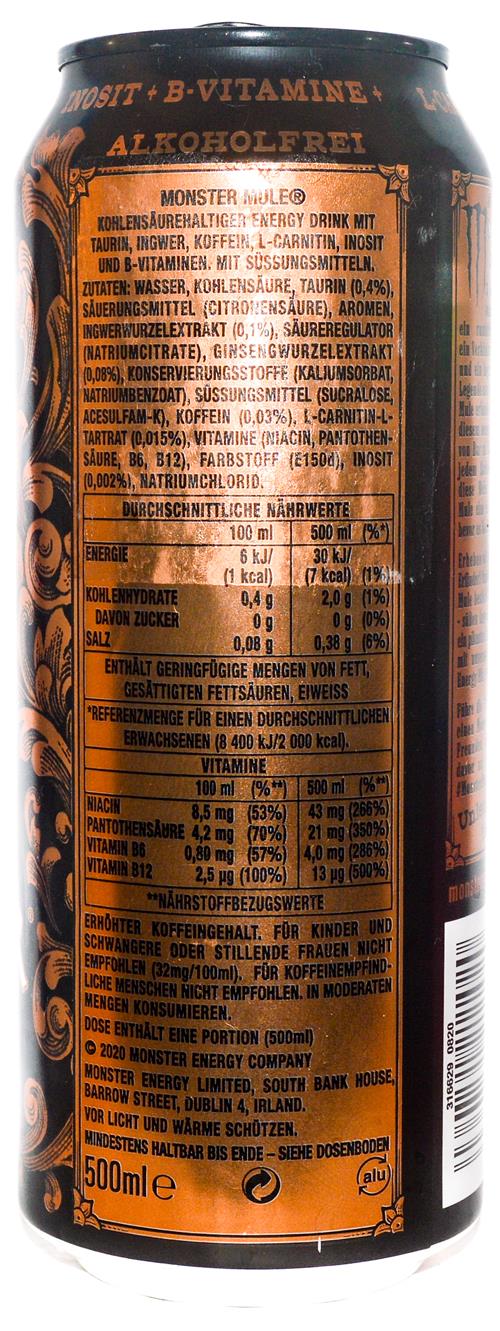 INOSIT + B-VITAMINE +
ALKOHOLFREI
MONSTER MULE®
KOHLENSÄUREHALTIGER ENERGY DRINK MIT
TAURIN, INGWER, KOFFEIN, L-CARNITIN, INOSIT
UND B-VITAMINEN. MIT SÜSSUNGSMITTELN.
ZUTATEN: WASSER, KOHLENSÄURE, TAURIN (0,4%),
SÄUERUNGSMITTEL (CITRONENSÄURE), AROMEN,
INGWERWURZELEXTRAKT (0,1%), SÄUREREGULATOR
(NATRIUMCITRATE), GINSENGWURZELEXTRAKT
(0,08%), KONSERVIERUNGSSTOFFE (KALIUMSORBAT,
NATRIUMBENZOAT), SÜSSUNGSMITTEL (SUCRALOSE,
ACESULFAM-K), KOFFEIN (0,03%), L-CARNITIN-L-
TARTRAT (0,015%), VITAMINE (NIACIN, PANTOTHEN-
SÄURE, B6, B12), FARBSTOFF (E150d), INOSIT
(0,002%), NATRIUMCHLORID.
DURCHSCHNITTLICHE NÄHRWERTE
100 ml 500 ml (%*)
ENERGIE 6 kJ/ 30 kJ/
(1 kcal) (7 kcal) (1%)
KOHLENHYDRATE 0,4 g 2,0 g (1%)
DAVON ZUCKER 0 g 0 g (0%)
SALZ 0,08 g 0,38 g (6%)
ENTHÄLT GERINGFÜGIGE MENGEN VON FETT,
GESÄTTIGTEN FETTSÄUREN, EIWEISS
*REFERENZMENGE FÜR EINEN DURCHSCHNITTLICHEN
ERWACHSENEN (8 400 kJ/2 000 kcal).
VITAMINE
100 ml (%**) 500 ml (%**)
NIACIN 8,5 mg (53%) 43 mg (266%)
PANTOTHENSÄURE 4,2 mg (70%) 21 mg (350%)
VITAMIN B6 0,80 mg (57%) 4,0 mg (286%)
VITAMIN B12 2,5 µg (100%) 13 µg (500%)
**NÄHRSTOFFBEZUGSWERTE
ERHÖHTER KOFFEINGEHALT. FÜR KINDER UND
SCHWANGERE ODER STILLENDE FRAUEN NICHT
EMPFOHLEN (32mg/100ml). FÜR KOFFEINEMPFIND-
LICHE MENSCHEN NICHT EMPFOHLEN. IN MODERATEN
MENGEN KONSUMIEREN.
DOSE ENTHÄLT EINE PORTION (500ml)
© 2020 MONSTER ENERGY COMPANY
MONSTER ENERGY LIMITED, SOUTH BANK HOUSE,
BARROW STREET, DUBLIN 4, IRLAND.
VOR LICHT UND WÄRME SCHÜTZEN.
MINDESTENS HALTBAR BIS ENDE – SIEHE DOSENBODEN
500ml e
alu
316629 0820